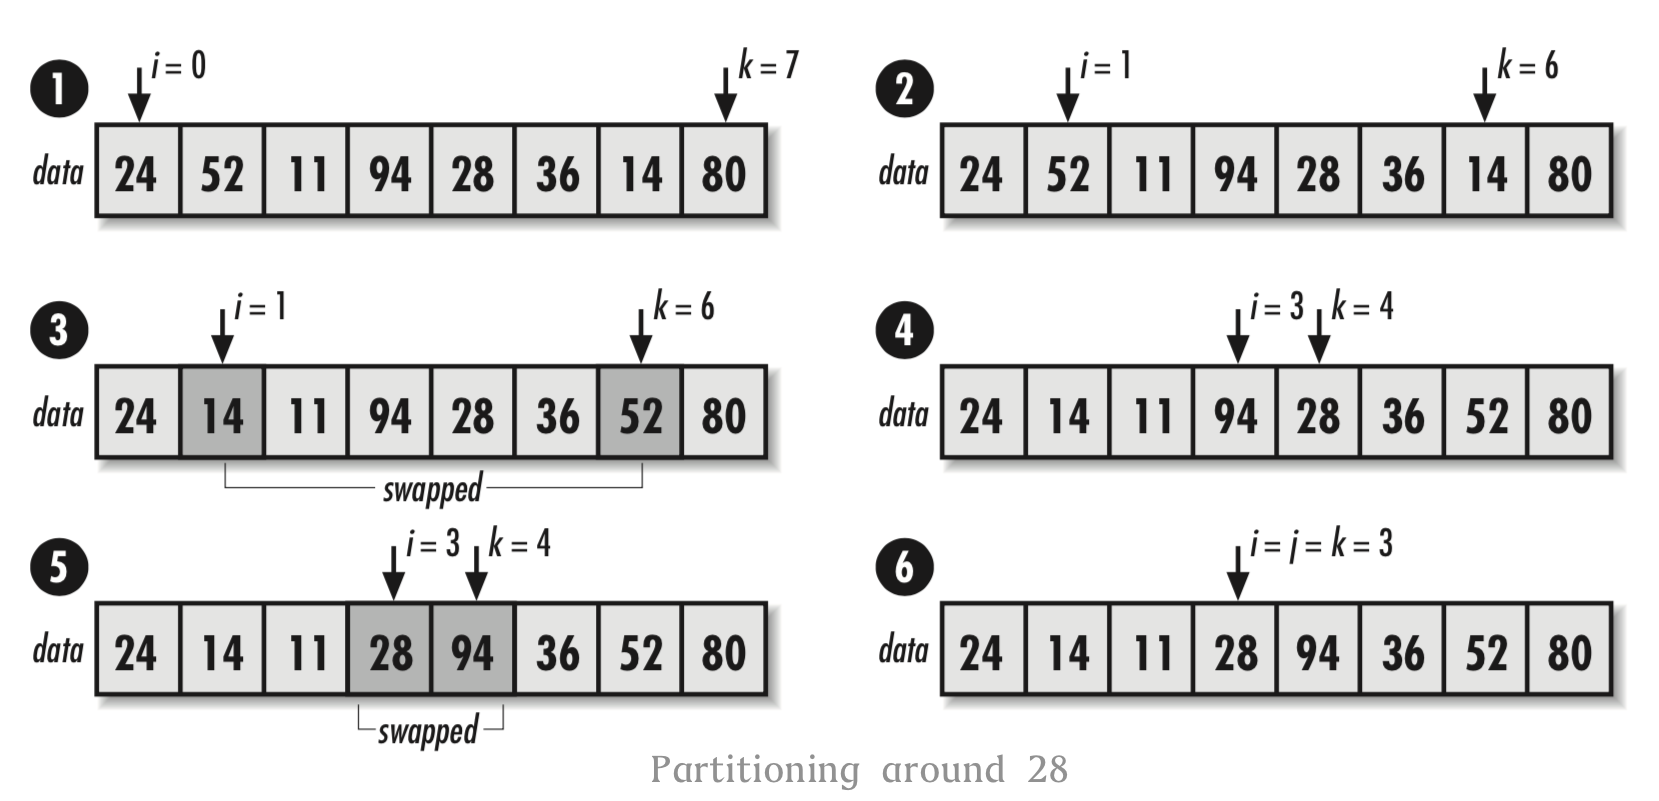 1 i = 0 k = 7
data 24 52 11 94 28 36 14 80
2 i = 1 k = 6
data 24 52 11 94 28 36 14 80
3 i = 1 k = 6
data 24 14 11 94 28 36 52 80
swapped
4 i = 3 k = 4
data 24 14 11 94 28 36 52 80
5 i = 3 k = 4
data 24 14 11 28 94 36 52 80
swapped
6 i = j = k = 3
data 24 14 11 28 94 36 52 80
Partitioning around 28